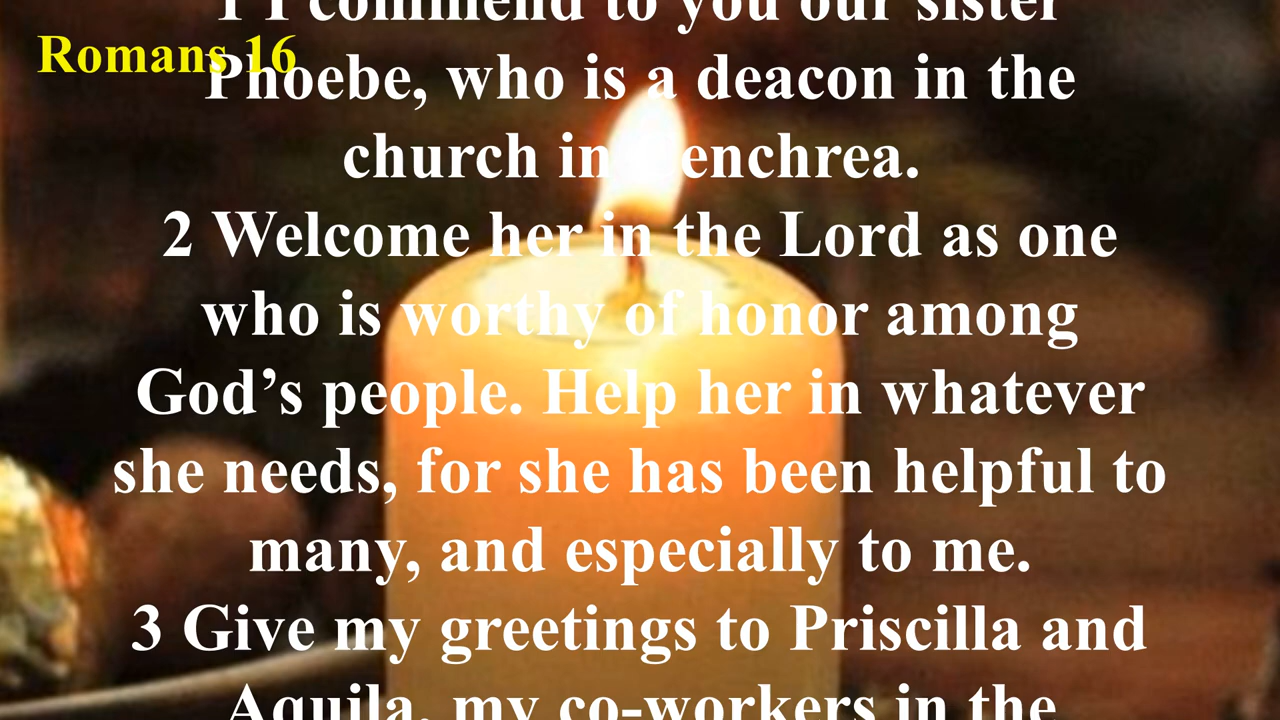 1 I commend to you our sister
Romans 16
Phoebe, who is a deacon in the
church in Cenchrea.
2 Welcome her in the Lord as one
who is worthy of honor among
God’s people. Help her in whatever
she needs, for she has been helpful to
many, and especially to me.
3 Give my greetings to Priscilla and
Aquila, my co-workers in the